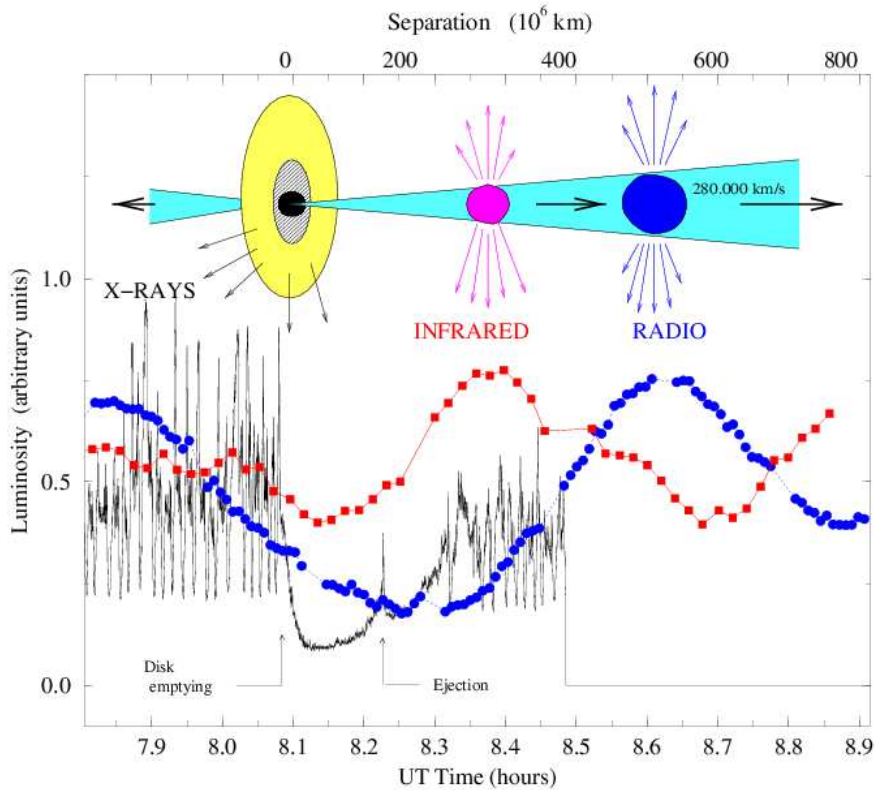 Separation (10⁶ km)
0 200 400 600 800
280.000 km/s
X−RAYS
INFRARED
RADIO
Luminosity (arbitrary units)
1.0
0.5
0.0
Disk
emptying
Ejection
7.9 8.0 8.1 8.2 8.3 8.4 8.5 8.6 8.7 8.8 8.9
UT Time (hours)